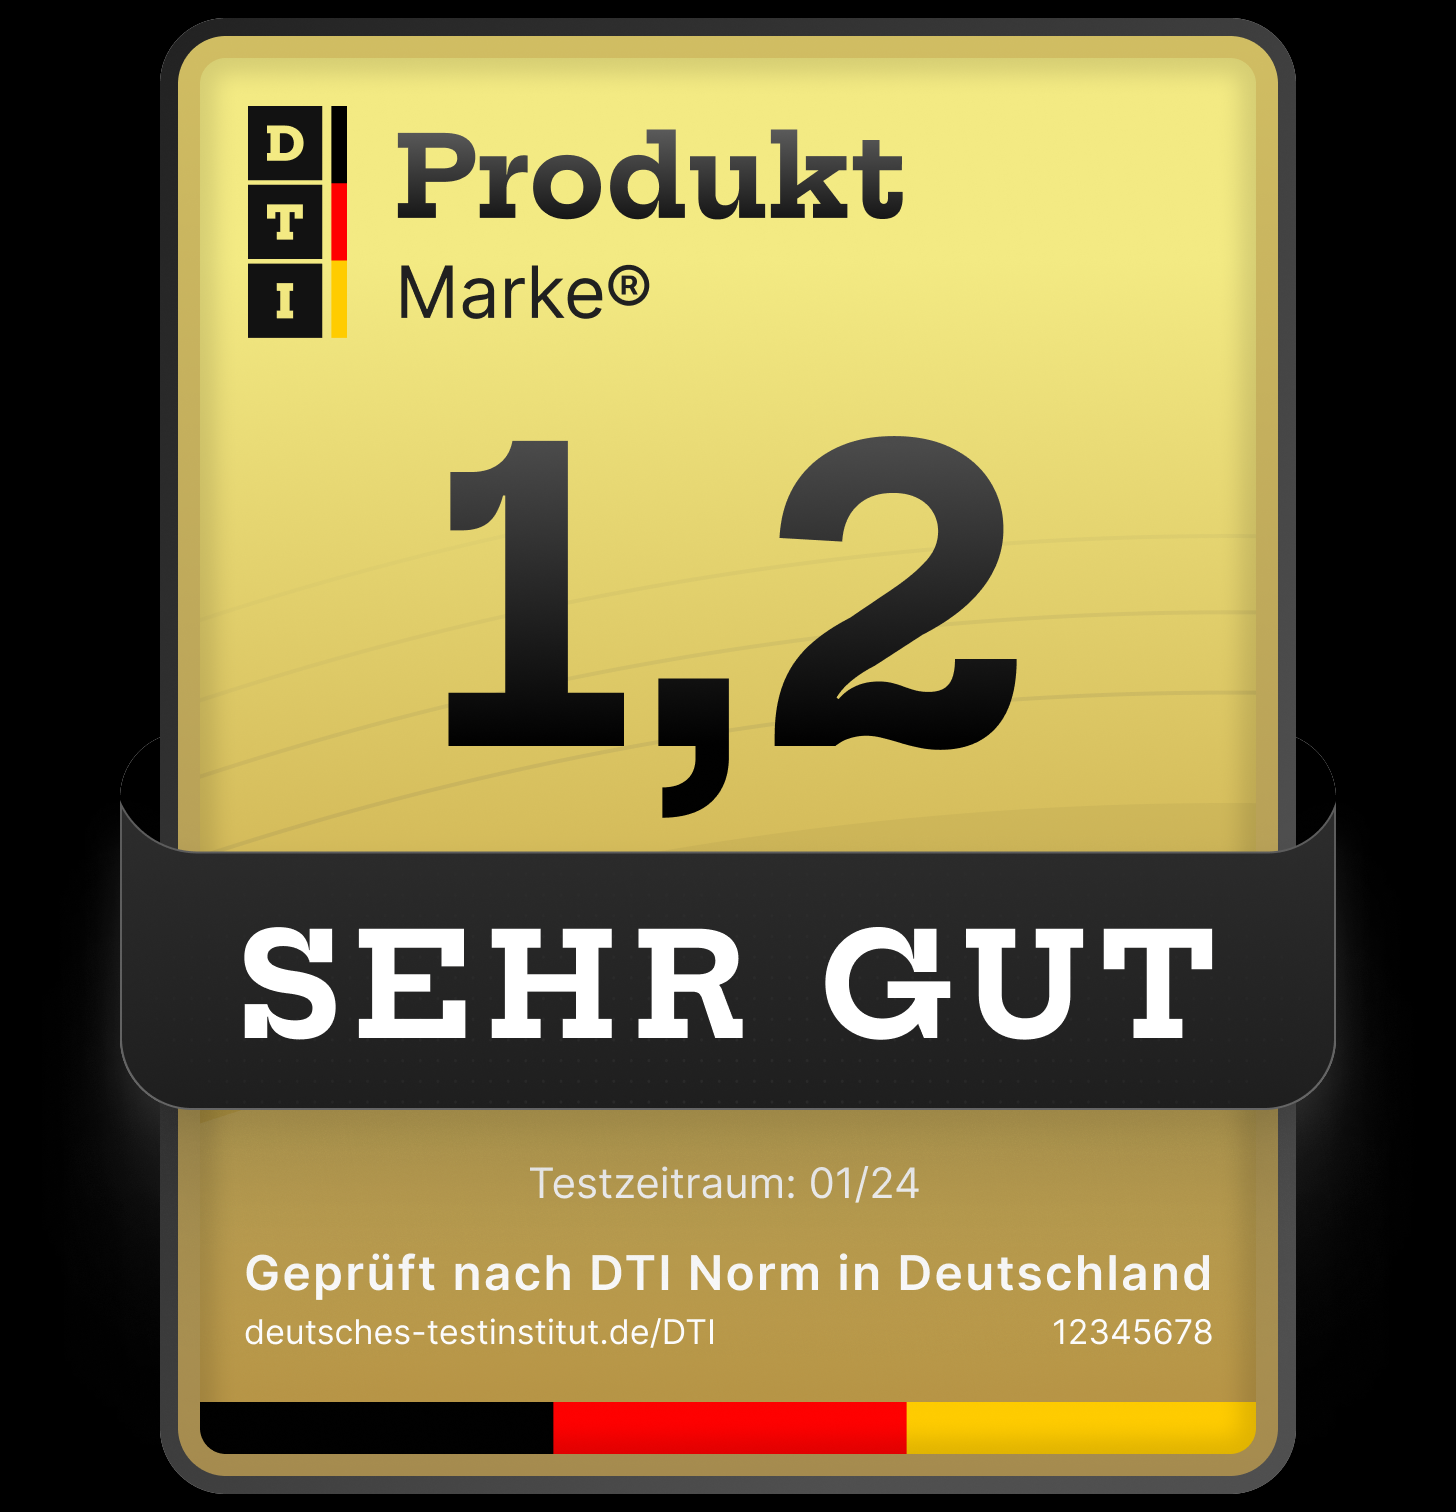 D
T
I
Produkt
Marke®
1,2
SEHR GUT
Testzeitraum: 01/24
Geprüft nach DTI Norm in Deutschland
deutsches-testinstitut.de/DTI
12345678